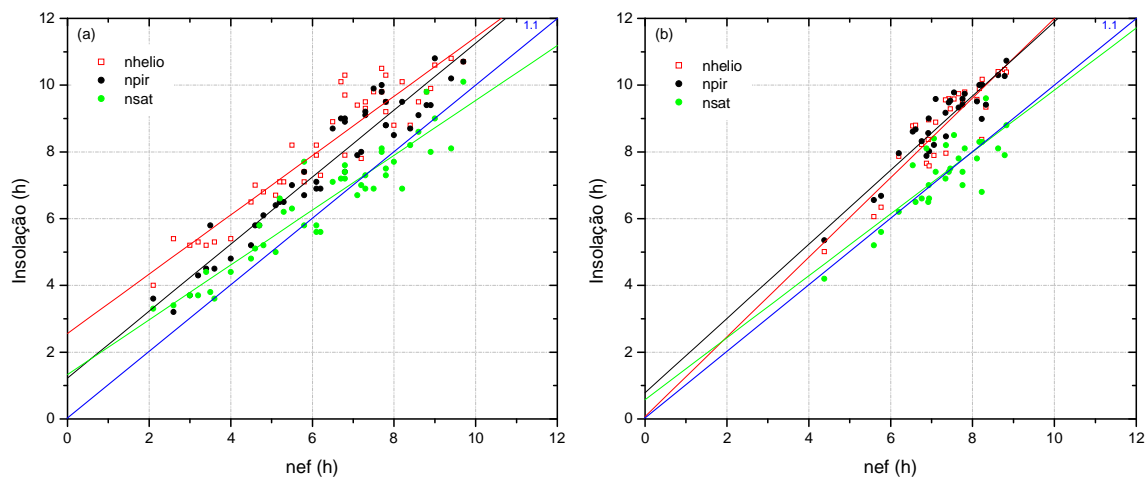 (a)
nhelio
npir
nsat
1.1
Insolação (h)
12
10
8
6
4
2
0
0 2 4 6 8 10 12
nef (h)
(b)
nhelio
npir
nsat
1.1
Insolação (h)
12
10
8
6
4
2
0
0 2 4 6 8 10 12
nef (h)